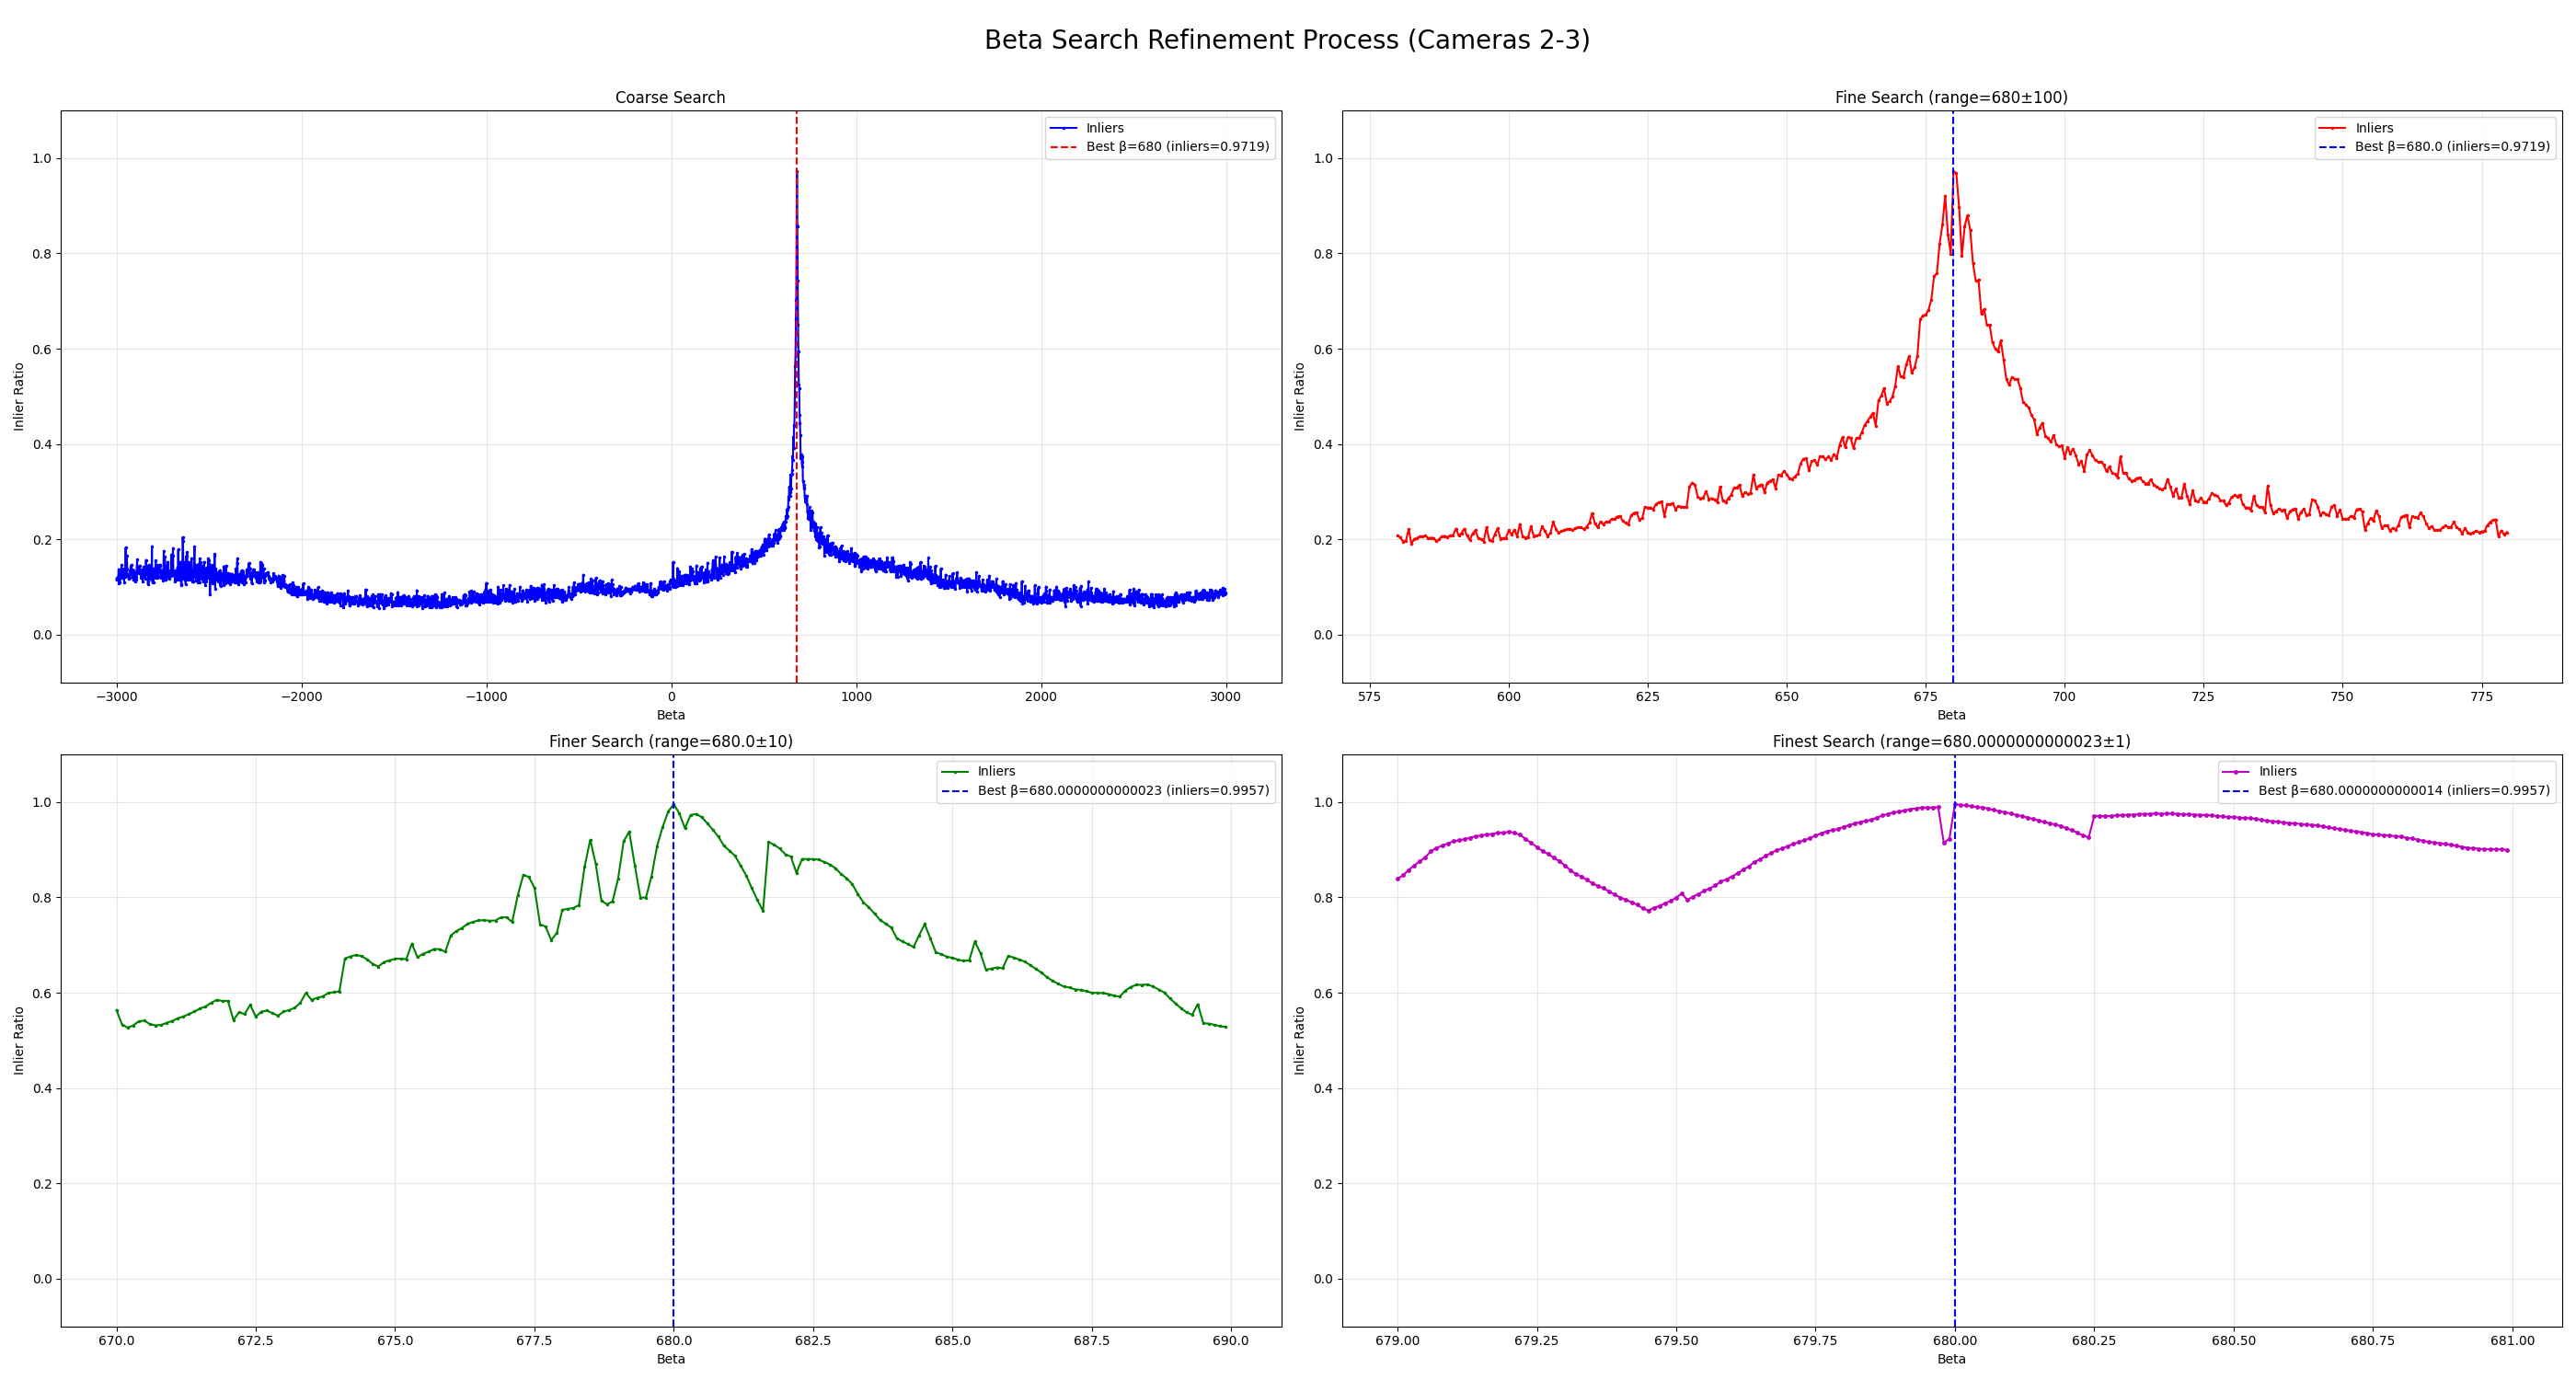 Beta Search Refinement Process (Cameras 2-3)
Coarse Search
Inliers
Best β=680 (inliers=0.9719)
1.0
0.8
0.6
0.4
0.2
0.0
Inlier Ratio
−3000 −2000 −1000 0 1000 2000 3000
Beta
Fine Search (range=680±100)
Inliers
Best β=680.0 (inliers=0.9719)
1.0
0.8
0.6
0.4
0.2
0.0
Inlier Ratio
575 600 625 650 675 700 725 750 775
Beta
Finer Search (range=680.0±10)
Inliers
Best β=680.0000000000023 (inliers=0.9957)
1.0
0.8
0.6
0.4
0.2
0.0
Inlier Ratio
670.0 672.5 675.0 677.5 680.0 682.5 685.0 687.5 690.0
Beta
Finest Search (range=680.0000000000023±1)
Inliers
Best β=680.0000000000014 (inliers=0.9957)
1.0
0.8
0.6
0.4
0.2
0.0
Inlier Ratio
679.00 679.25 679.50 679.75 680.00 680.25 680.50 680.75 681.00
Beta